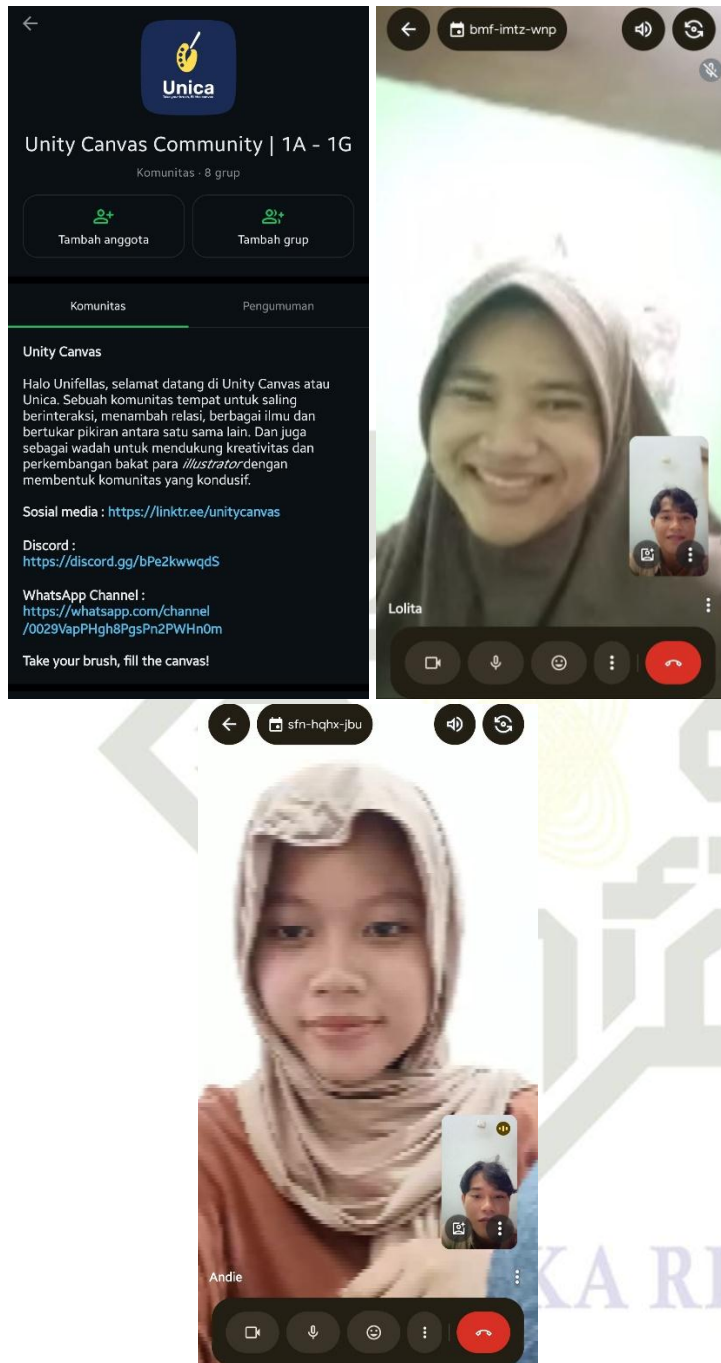 Unica
Unity Canvas Community | 1A - 1G
Komunitas · 8 grup
Tambah anggota
Tambah grup
Komunitas
Pengumuman
Unity Canvas
Halo Unifellas, selamat datang di Unity Canvas atau
Unica. Sebuah komunitas tempat untuk saling
berinteraksi, menambah relasi, berbagai ilmu dan
bertukar pikiran antara satu sama lain. Dan juga
sebagai wadah untuk mendukung kreativitas dan
perkembangan bakat para illustrator dengan
membentuk komunitas yang kondusif.
Sosial media : https://linktr.ee/unitycanvas
Discord :
https://discord.gg/bPe2kwwqdS
WhatsApp Channel :
https://whatsapp.com/channel
/0029VapPHgh8PgsPn2PWHn0m
Take your brush, fill the canvas!
bmf-imtz-wnp
Lolita
sfn-hqhx-jbu
Andie
KA RI